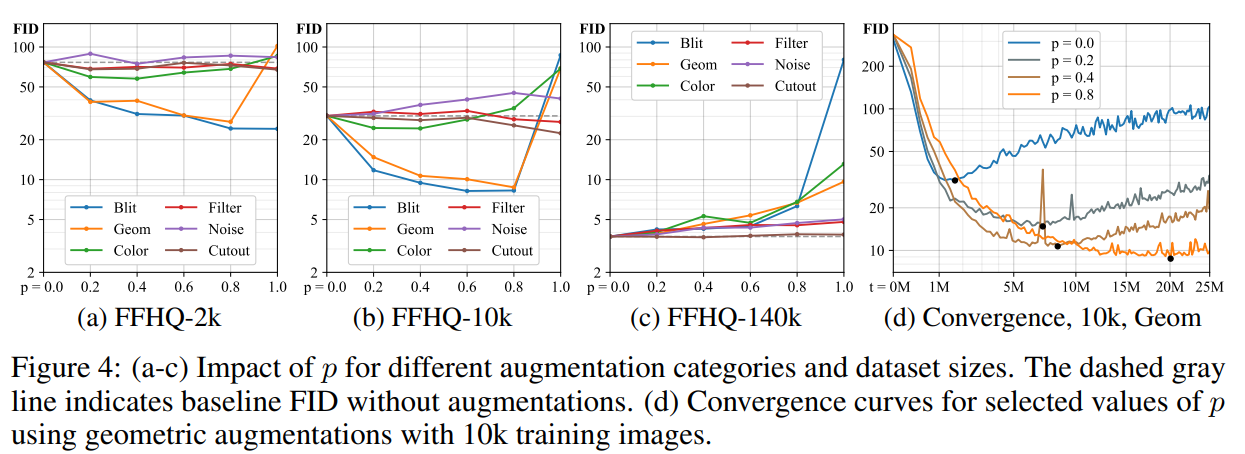 FID
100
50
20
10
5
2
p = 0.0 0.2 0.4 0.6 0.8 1.0
Blit Filter
Geom Noise
Color Cutout
(a) FFHQ-2k
FID
100
50
20
10
5
2
p = 0.0 0.2 0.4 0.6 0.8 1.0
Blit Filter
Geom Noise
Color Cutout
(b) FFHQ-10k
FID
100
50
20
10
5
2
p = 0.0 0.2 0.4 0.6 0.8 1.0
Blit Filter
Geom Noise
Color Cutout
(c) FFHQ-140k
FID
200
100
50
20
10
t = 0M 1M 5M 10M 15M 20M 25M
p = 0.0
p = 0.2
p = 0.4
p = 0.8
(d) Convergence, 10k, Geom
Figure 4: (a-c) Impact of p for different augmentation categories and dataset sizes. The dashed gray
line indicates baseline FID without augmentations. (d) Convergence curves for selected values of p
using geometric augmentations with 10k training images.